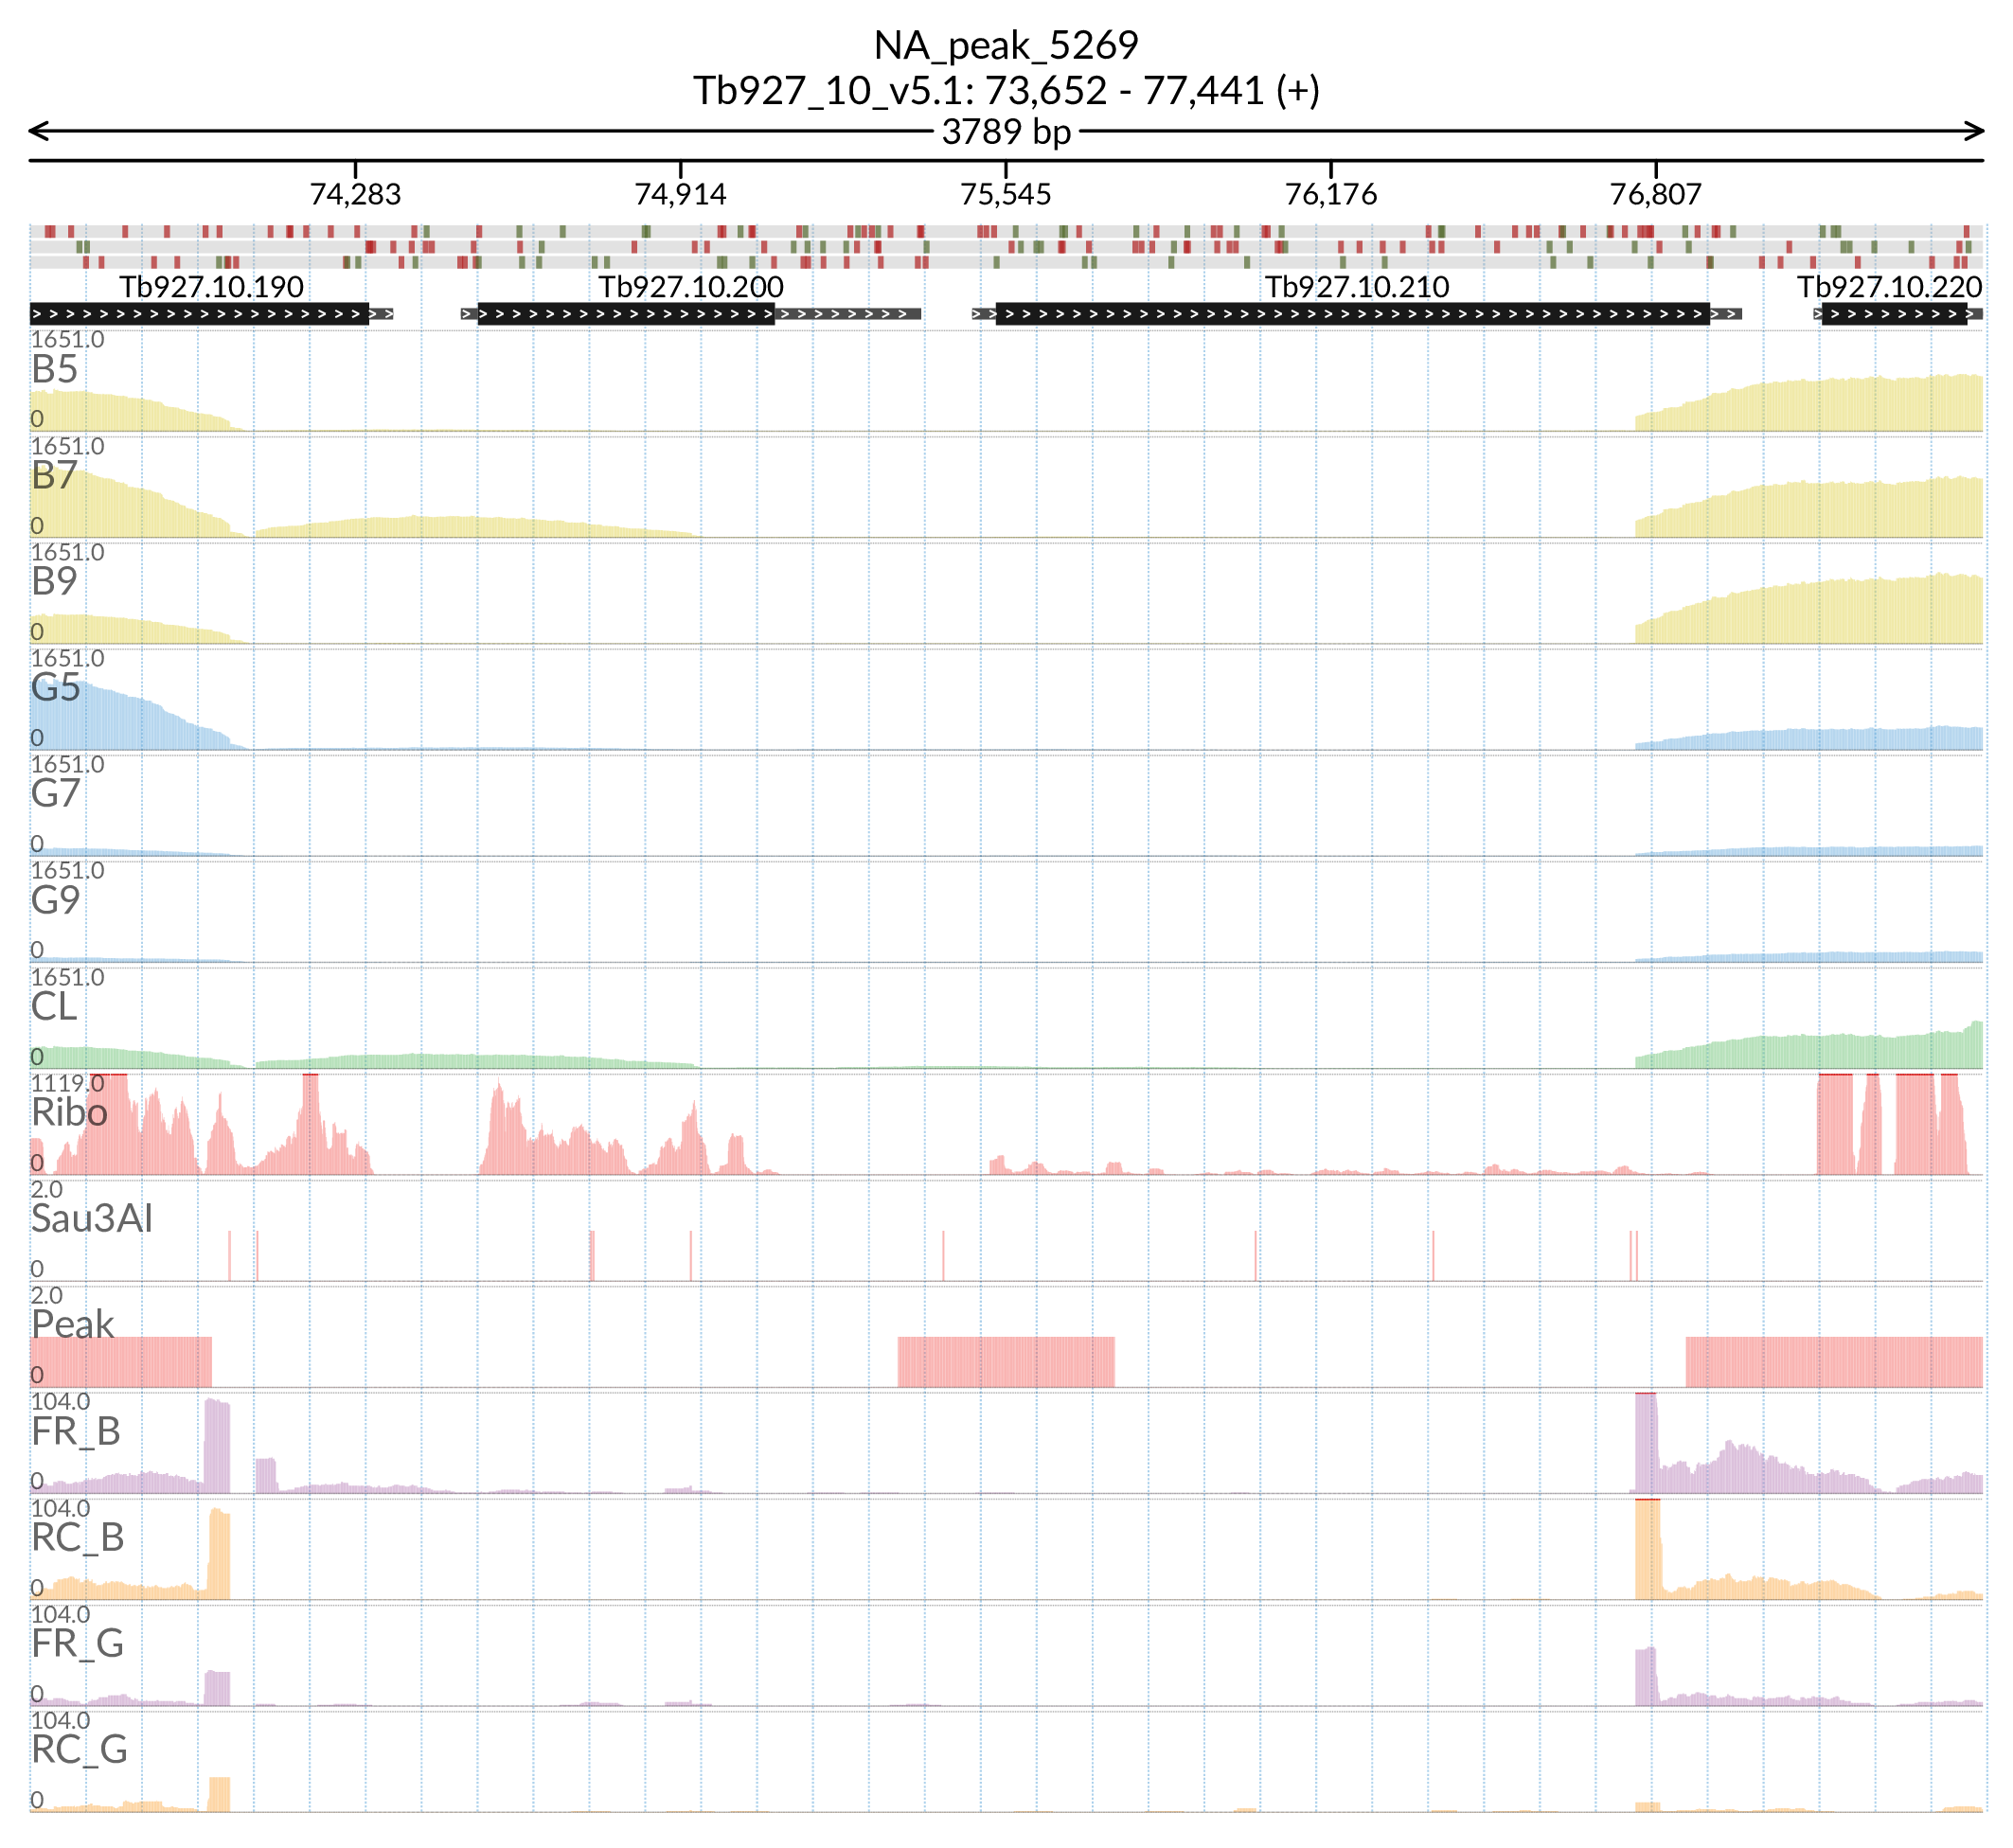 NA_peak_5269
Tb927_10_v5.1: 73,652 - 77,441 (+)
3789 bp
74,283 74,914 75,545 76,176 76,807
Tb927.10.190 Tb927.10.200 Tb927.10.210 Tb927.10.220
1651.0
B5
0
1651.0
B7
0
1651.0
B9
0
1651.0
G5
0
1651.0
G7
0
1651.0
G9
0
1651.0
CL
0
1119.0
Ribo
0
2.0
Sau3AI
0
2.0
Peak
0
104.0
FR_B
0
104.0
RC_B
0
104.0
FR_G
0
104.0
RC_G
0